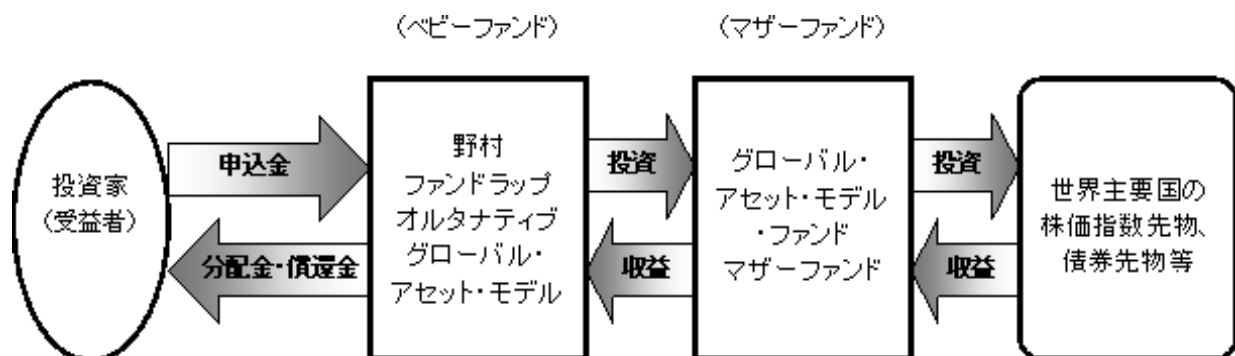 （ベビーファンド）
（マザーファンド）
投資家
（受益者）
申込金
分配金・償還金
野村
ファンドラップ
オルタナティブ
グローバル・
アセット・モデル
投資
収益
グローバル・
アセット・モデル
・ファンド
マザーファンド
投資
収益
世界主要国の
株価指数先物、
債券先物等